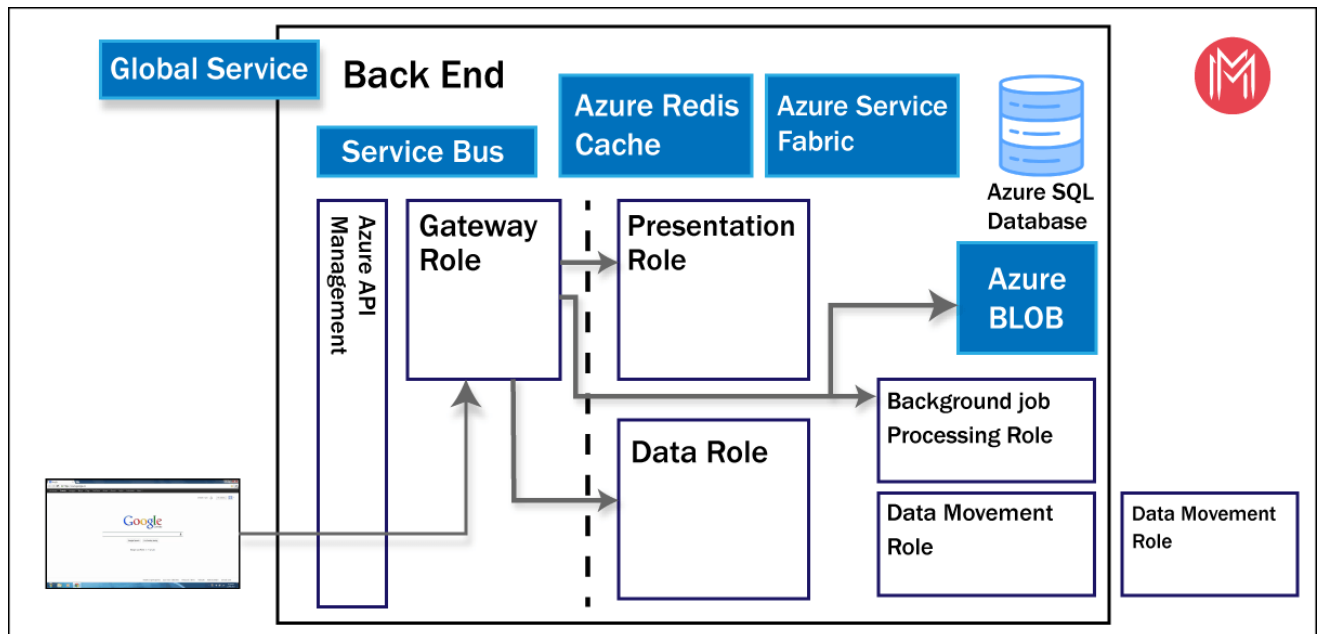 Global Service
Back End
Service Bus
Azure Redis
Cache
Azure Service
Fabric
Azure SQL
Database
Azure API
Management
Gateway
Role
Presentation
Role
Azure
BLOB
Background job
Processing Role
Data Role
Data Movement
Role
Data Movement
Role
Google